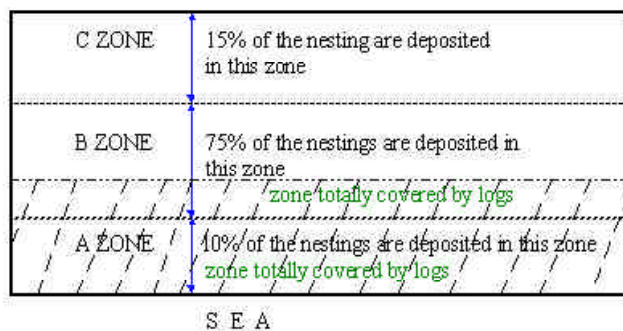 C ZONE 15% of the nesting are deposited
in this zone
B ZONE 75% of the nestings are deposited in
this zone
zone totally covered by logs
A ZONE 10% of the nestings are deposited in this zone
zone totally covered by logs
S E A